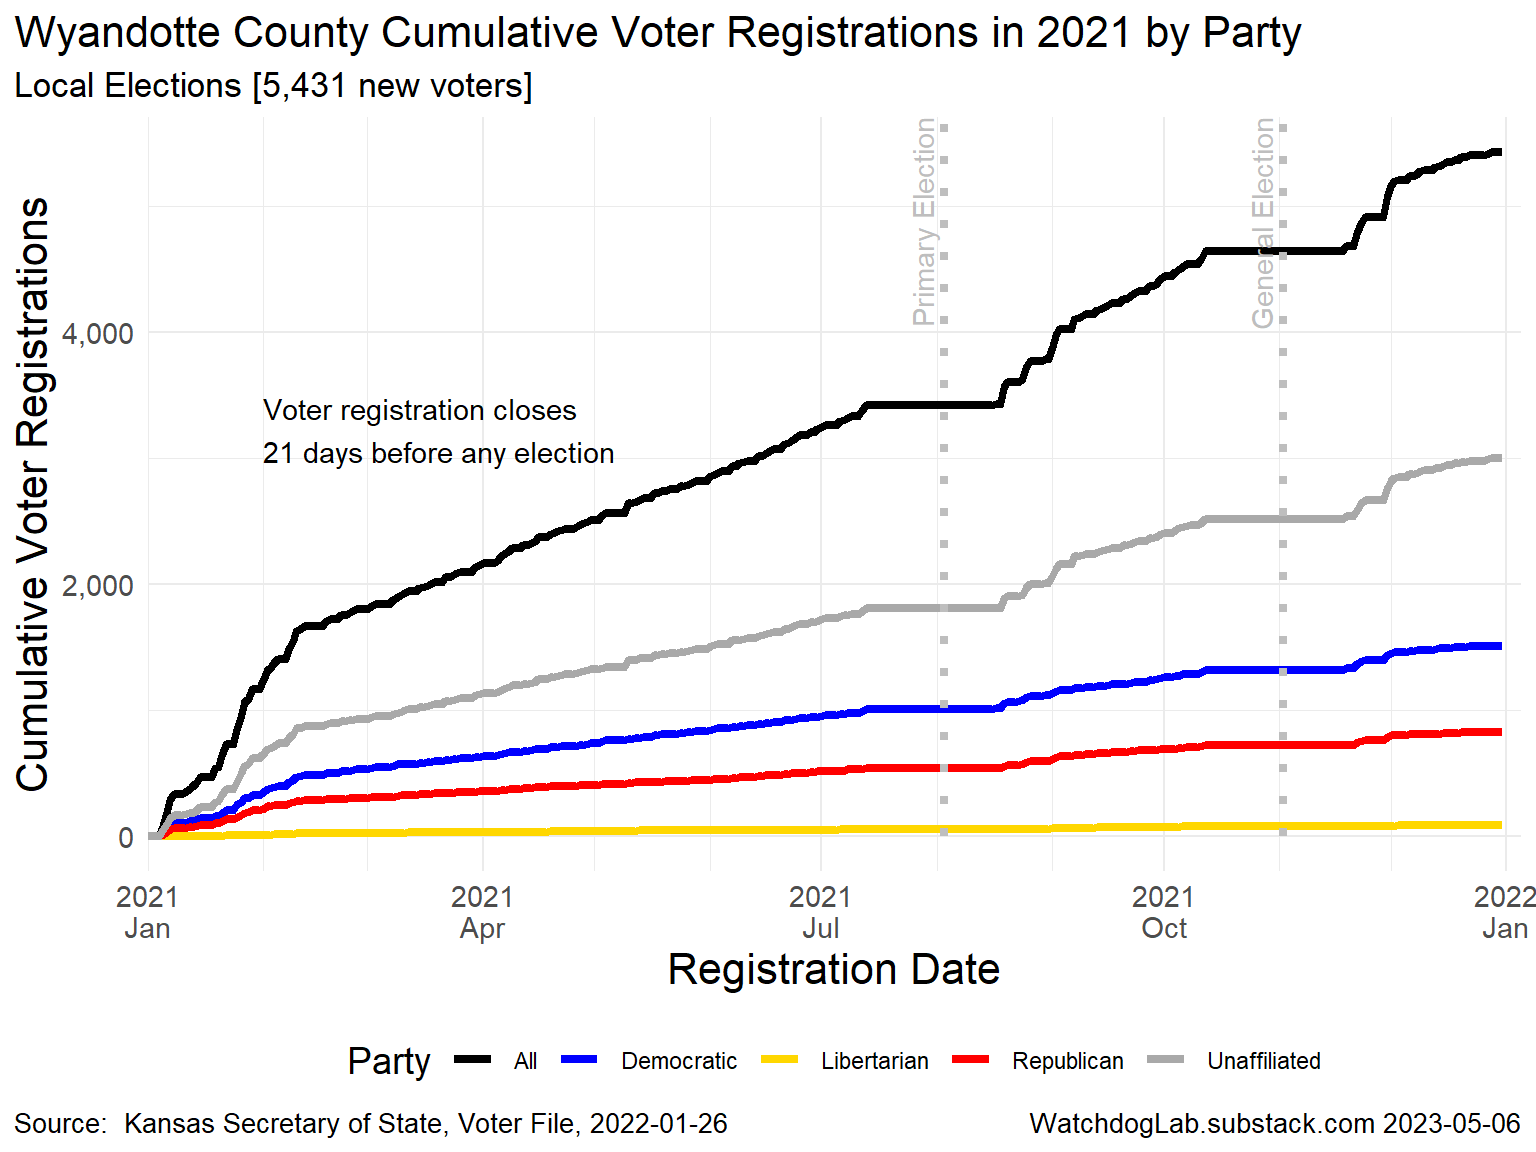 Wyandotte County Cumulative Voter Registrations in 2021 by Party
Local Elections [5,431 new voters]
Cumulative Voter Registrations
4,000
2,000
0
Primary Election
General Election
Voter registration closes
21 days before any election
2021 2021 2021 2021 2022
Jan Apr Jul Oct Jan
Registration Date
Party All Democratic Libertarian Republican Unaffiliated
Source:  Kansas Secretary of State, Voter File, 2022-01-26
WatchdogLab.substack.com 2023-05-06